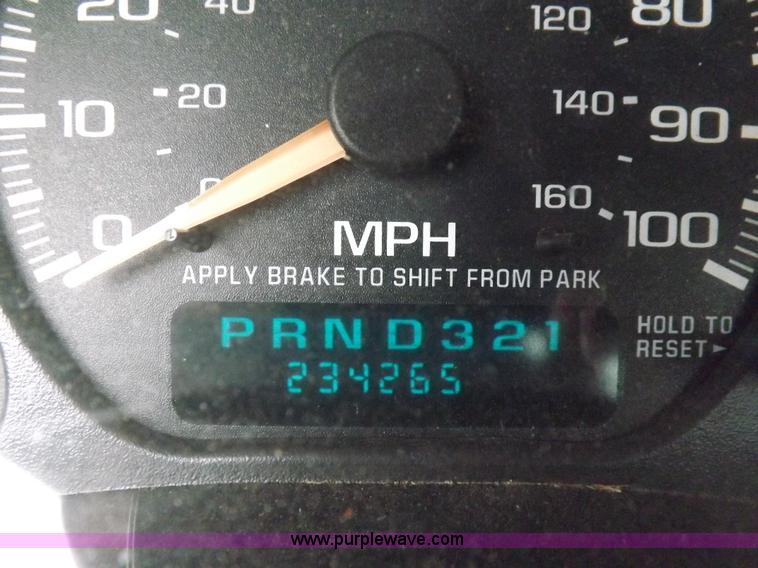 20 40 120 80
10 20 140 90
0 0 160 100
MPH
APPLY BRAKE TO SHIFT FROM PARK
PRND321
234265
HOLD TO
RESET
www.purplewave.com